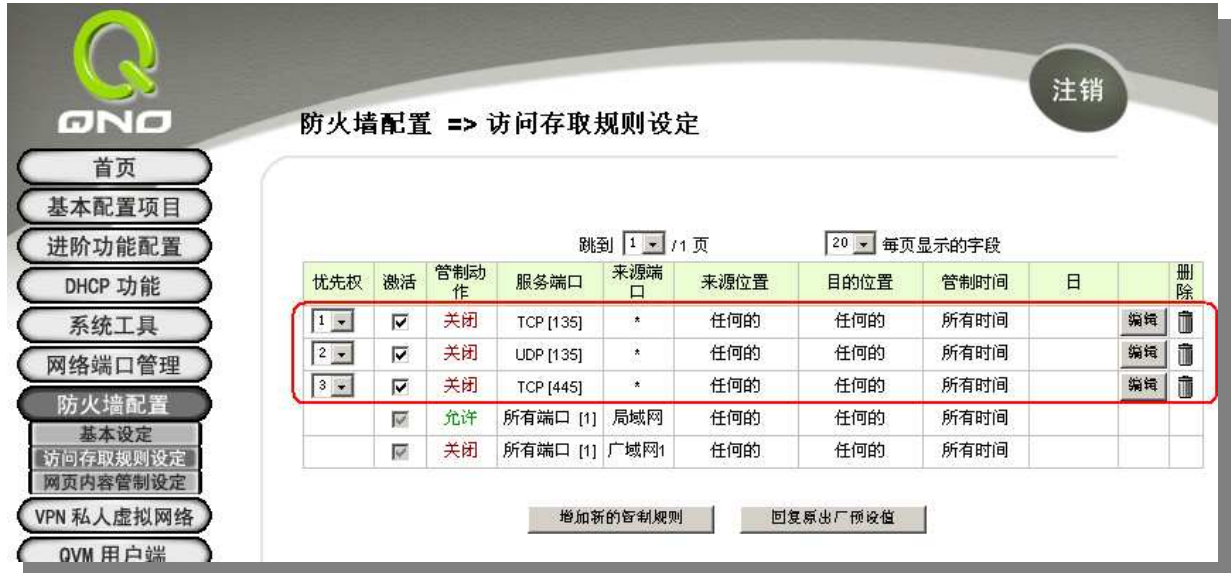 QNO
注销
防火墙配置 => 访问存取规则设定
首页
基本配置项目
进阶功能配置
DHCP 功能
系统工具
网络端口管理
防火墙配置
基本设定
访问存取规则设定
网页内容管制设定
VPN 私人虚拟网络
QVM 用户端
跳到 1 /1 页 20 每页显示的字段
优先权 激活 管制动作 服务端口 来源端口 来源位置 目的位置 管制时间 日 删除
1 关闭 TCP [135] * 任何的 任何的 所有时间 编辑
2 关闭 UDP [135] * 任何的 任何的 所有时间 编辑
3 关闭 TCP [445] * 任何的 任何的 所有时间 编辑
允许 所有端口 [1] 局域网 任何的 任何的 所有时间
关闭 所有端口 [1] 广域网1 任何的 任何的 所有时间
增加新的管制规则 回复原出厂预设值